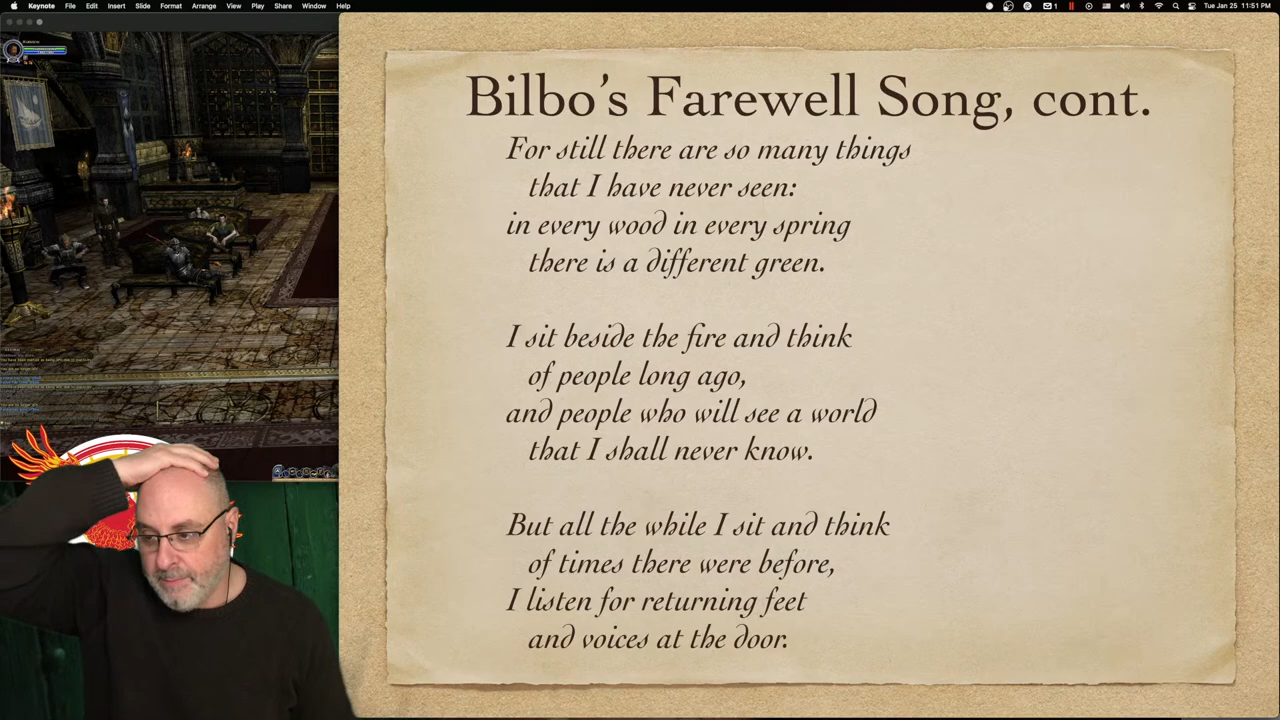 Keynote File Edit Insert Slide Format Arrange View Play Share Window Help
1 Tue Jan 25 11:51 PM
Bilbo's Farewell Song, cont.
For still there are so many things
that I have never seen:
in every wood in every spring
there is a different green.
I sit beside the fire and think
of people long ago,
and people who will see a world
that I shall never know.
But all the while I sit and think
of times there were before,
I listen for returning feet
and voices at the door.